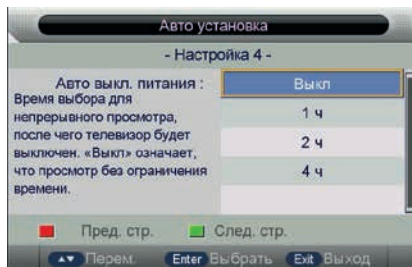 Авто установка
- Настройка 4 -
Авто выкл. питания :
Время выбора для
непрерывного просмотра,
после чего телевизор будет
выключен. «Выкл» означает,
что просмотр без ограничения
времени.
Выкл
1 ч
2 ч
4 ч
Пред. стр. След. стр.
Перем. Enter Выбрать Exit Выход